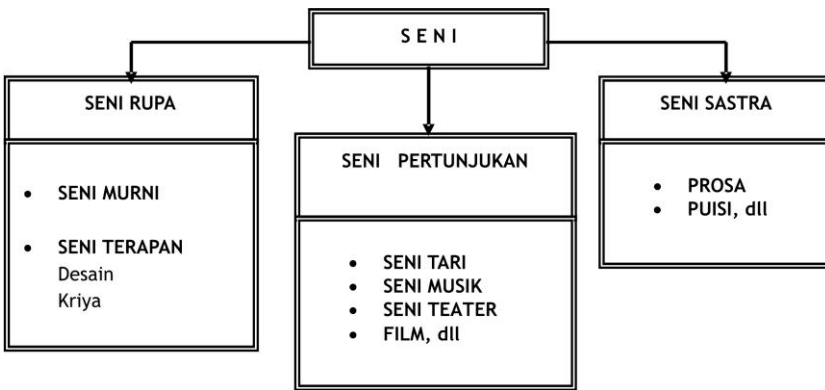 S E N I
SENI RUPA
• SENI MURNI
• SENI TERAPAN
Desain
Kriya
SENI PERTUNJUKAN
• SENI TARI
• SENI MUSIK
• SENI TEATER
• FILM, dll
SENI SASTRA
• PROSA
• PUISI, dll